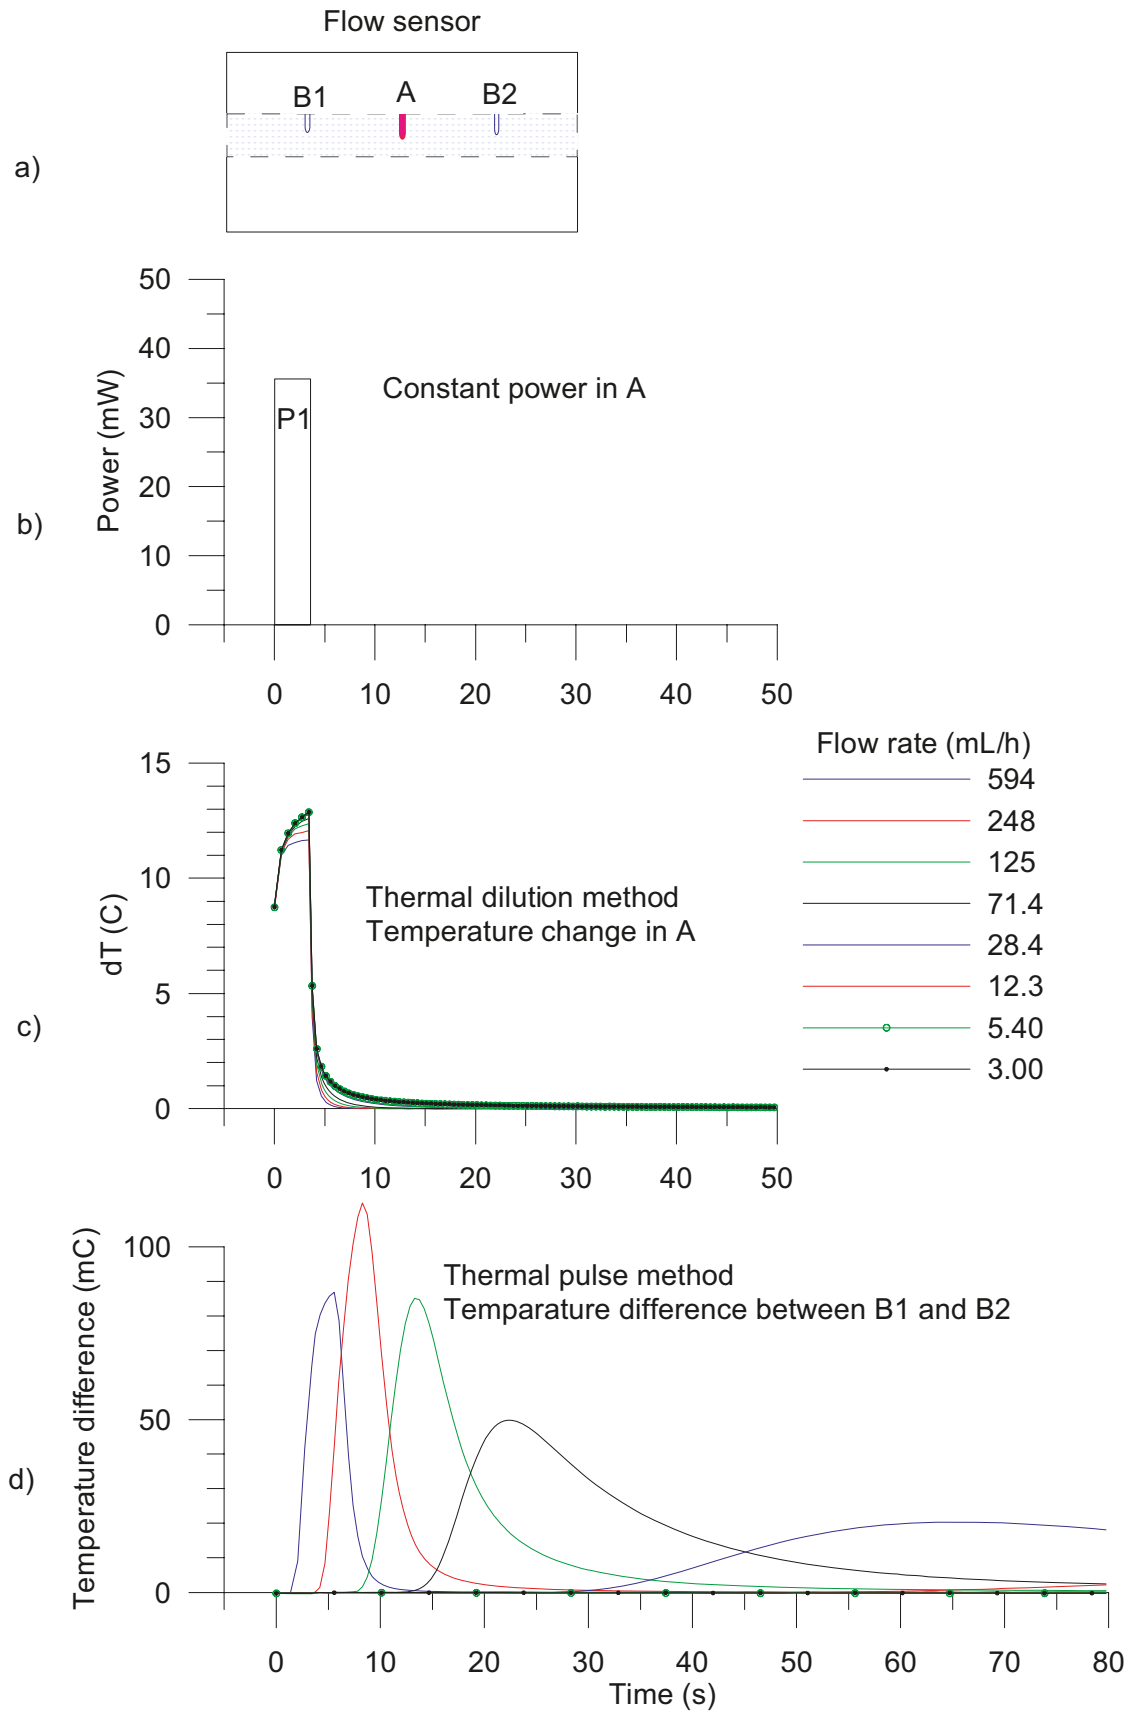 Flow sensor
B1
A
B2
a)
50
40
30
20
10
0
Power (mW)
P1
Constant power in A
b)
0
10
20
30
40
50
Flow rate (mL/h)
594
248
125
71.4
28.4
12.3
5.40
3.00
15
10
5
0
dT (C)
Thermal dilution method
Temperature change in A
c)
0
10
20
30
40
50
100
50
0
Temperature difference (mC)
Thermal pulse method
Temparature difference between B1 and B2
d)
0
10
20
30
40
50
60
70
80
Time (s)